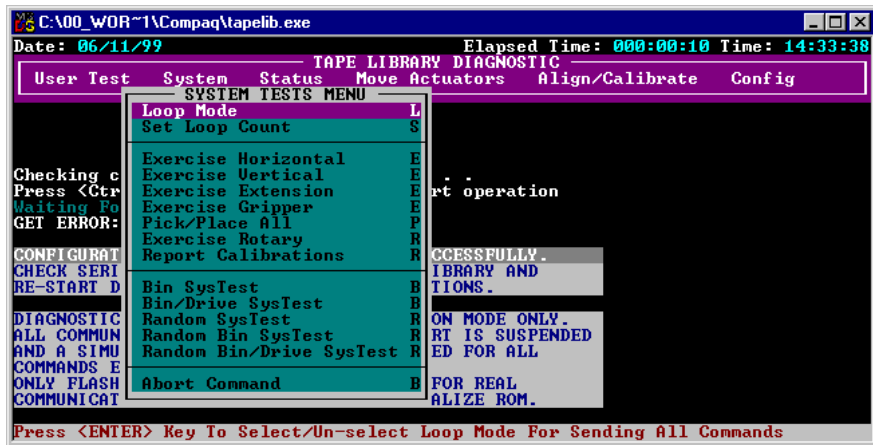 C:\00_WOR~1\Compaq\tapelib.exe
Date: 06/11/99 Elapsed Time: 000:00:10 Time: 14:33:38
TAPE LIBRARY DIAGNOSTIC
User Test System Status Move Actuators Align/Calibrate Config
SYSTEM TESTS MENU
Loop Mode L
Set Loop Count S
Exercise Horizontal E
Checking c Exercise Vertical E . .
Press <Ctr Exercise Extension E rt operation
Waiting Fo Exercise Gripper E
GET ERROR: Pick/Place All P
Exercise Rotary R
CONFIGURAT Report Calibrations R CCESSFULLY.
CHECK SERI IBRARY AND
RE-START D Bin SysTest B TIONS.
Bin/Drive SysTest B
DIAGNOSTIC Random SysTest R ON MODE ONLY.
ALL COMMUN Random Bin SysTest R RT IS SUSPENDED
AND A SIMU Random Bin/Drive SysTest R ED FOR ALL
COMMANDS E
ONLY FLASH Abort Command B FOR REAL
COMMUNICAT ALIZE ROM.
Press <ENTER> Key To Select/Un-select Loop Mode For Sending All Commands